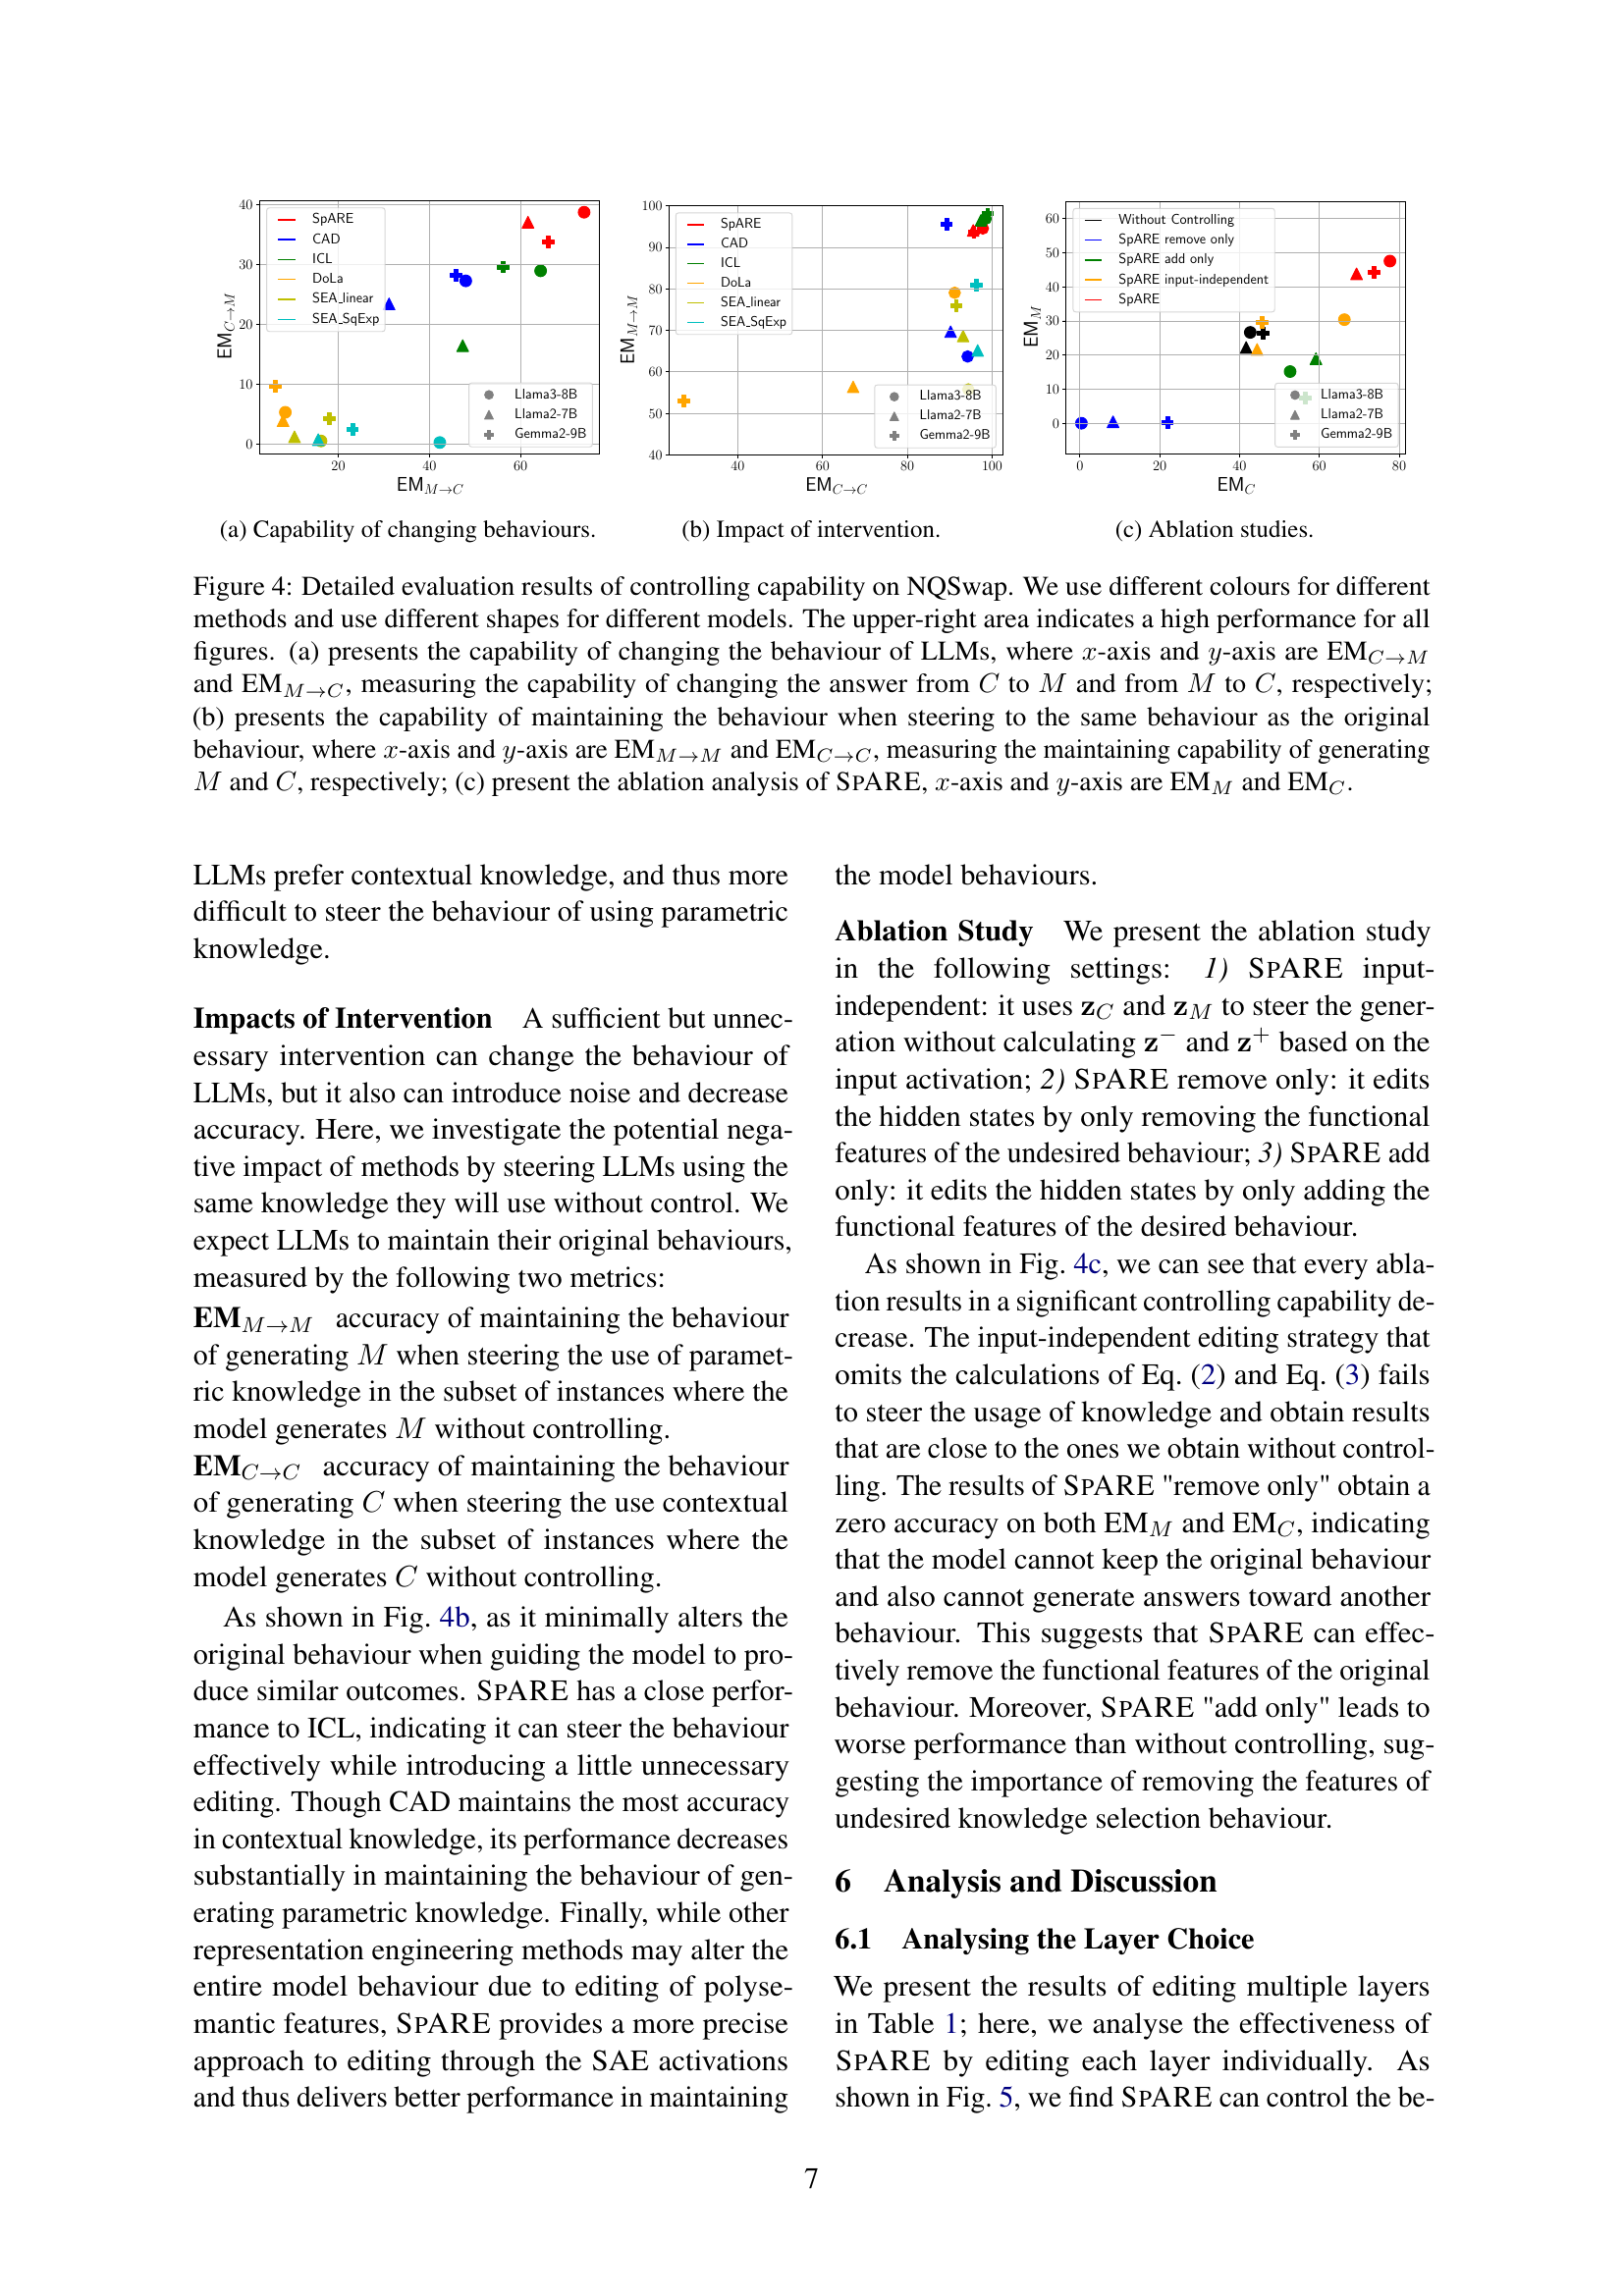 40
30
20
10
0
20
40
60
EM_{C→M}
EM_{M→C}
SpARE
CAD
ICL
DoLa
SEA_linear
SEA_SqExp
Llama3-8B
Llama2-7B
Gemma2-9B
(a) Capability of changing behaviours.
100
90
80
70
60
50
40
40
60
80
100
EM_{M→M}
EM_{C→C}
SpARE
CAD
ICL
DoLa
SEA_linear
SEA_SqExp
Llama3-8B
Llama2-7B
Gemma2-9B
(b) Impact of intervention.
60
50
40
30
20
10
0
0
20
40
60
80
EM_M
EM_C
Without Controlling
SpARE remove only
SpARE add only
SpARE input-independent
SpARE
Llama3-8B
Llama2-7B
Gemma2-9B
(c) Ablation studies.
Figure 4: Detailed evaluation results of controlling capability on NQSwap. We use different colours for different
methods and use different shapes for different models. The upper-right area indicates a high performance for all
figures. (a) presents the capability of changing the behaviour of LLMs, where x-axis and y-axis are EM_{C→M}
and EM_{M→C}, measuring the capability of changing the answer from C to M and from M to C, respectively;
(b) presents the capability of maintaining the behaviour when steering to the same behaviour as the original
behaviour, where x-axis and y-axis are EM_{M→M} and EM_{C→C}, measuring the maintaining capability of generating
M and C, respectively; (c) present the ablation analysis of SPARE, x-axis and y-axis are EM_M and EM_C.
LLMs prefer contextual knowledge, and thus more
difficult to steer the behaviour of using parametric
knowledge.
Impacts of Intervention A sufficient but unnec-
essary intervention can change the behaviour of
LLMs, but it also can introduce noise and decrease
accuracy. Here, we investigate the potential nega-
tive impact of methods by steering LLMs using the
same knowledge they will use without control. We
expect LLMs to maintain their original behaviours,
measured by the following two metrics:
EM_{M→M} accuracy of maintaining the behaviour
of generating M when steering the use of paramet-
ric knowledge in the subset of instances where the
model generates M without controlling.
EM_{C→C} accuracy of maintaining the behaviour
of generating C when steering the use contextual
knowledge in the subset of instances where the
model generates C without controlling.
As shown in Fig. 4b, as it minimally alters the
original behaviour when guiding the model to pro-
duce similar outcomes. SPARE has a close perfor-
mance to ICL, indicating it can steer the behaviour
effectively while introducing a little unnecessary
editing. Though CAD maintains the most accuracy
in contextual knowledge, its performance decreases
substantially in maintaining the behaviour of gen-
erating parametric knowledge. Finally, while other
representation engineering methods may alter the
entire model behaviour due to editing of polyse-
mantic features, SPARE provides a more precise
approach to editing through the SAE activations
and thus delivers better performance in maintaining
the model behaviours.
Ablation Study We present the ablation study
in the following settings: 1) SPARE input-
independent: it uses z_C and z_M to steer the gener-
ation without calculating z⁻ and z⁺ based on the
input activation; 2) SPARE remove only: it edits
the hidden states by only removing the functional
features of the undesired behaviour; 3) SPARE add
only: it edits the hidden states by only adding the
functional features of the desired behaviour.
As shown in Fig. 4c, we can see that every abla-
tion results in a significant controlling capability de-
crease. The input-independent editing strategy that
omits the calculations of Eq. (2) and Eq. (3) fails
to steer the usage of knowledge and obtain results
that are close to the ones we obtain without control-
ling. The results of SPARE "remove only" obtain a
zero accuracy on both EM_M and EM_C, indicating
that the model cannot keep the original behaviour
and also cannot generate answers toward another
behaviour. This suggests that SPARE can effec-
tively remove the functional features of the original
behaviour. Moreover, SPARE "add only" leads to
worse performance than without controlling, sug-
gesting the importance of removing the features of
undesired knowledge selection behaviour.
6 Analysis and Discussion
6.1 Analysing the Layer Choice
We present the results of editing multiple layers
in Table 1; here, we analyse the effectiveness of
SPARE by editing each layer individually. As
shown in Fig. 5, we find SPARE can control the be-
7